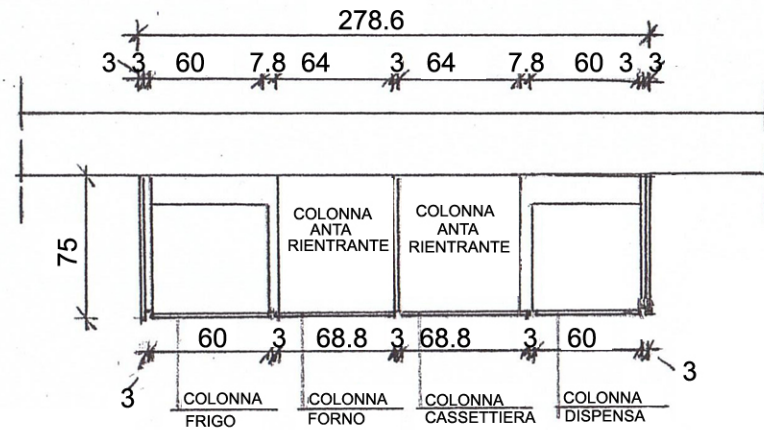 278.6
3 3 60 7.8 64 3 64 7.8 60 3 3
75
COLONNA
ANTA
RIENTRANTE
COLONNA
ANTA
RIENTRANTE
60 3 68.8 3 68.8 3 60
3 3
COLONNA
FRIGO
COLONNA
FORNO
COLONNA
CASSETTIERA
COLONNA
DISPENSA